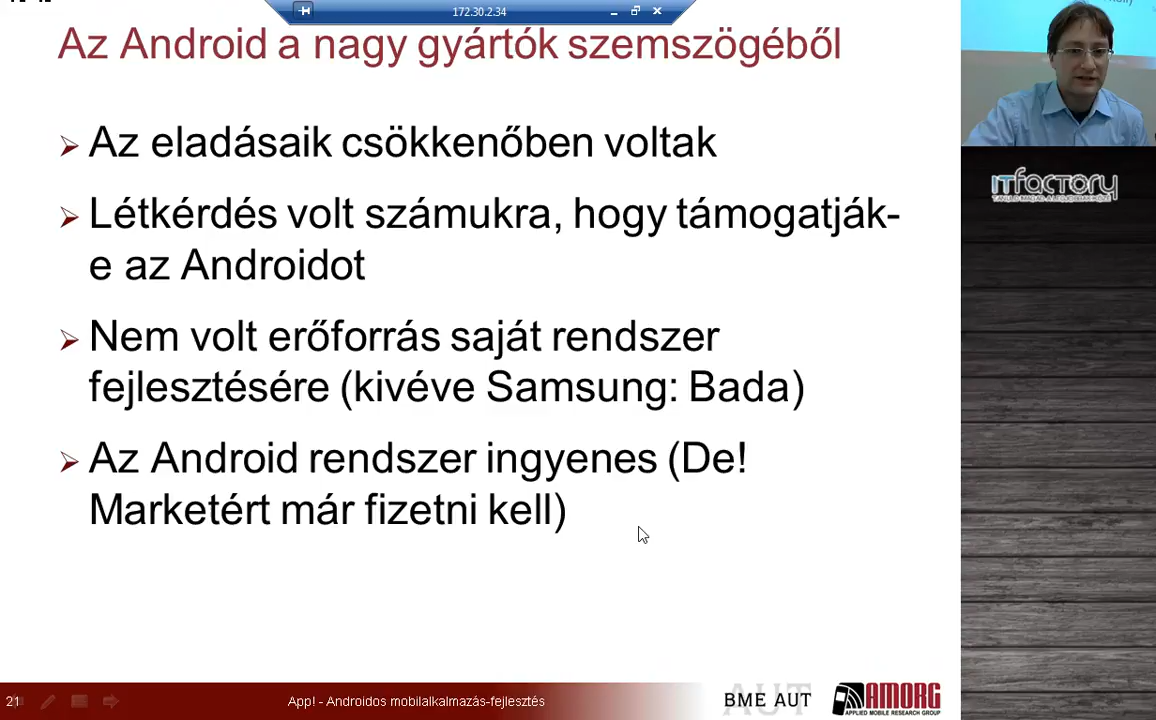 172.30.2.34
Az Android a nagy gyártók szemszögéből
Az eladásaik csökkenőben voltak
Létkérdés volt számukra, hogy támogatják-
e az Androidot
Nem volt erőforrás saját rendszer
fejlesztésére (kivéve Samsung: Bada)
Az Android rendszer ingyenes (De!
Marketért már fizetni kell)
ITfactory
21
App! - Androidos mobilalkalmazás-fejlesztés
AUT
BME AUT
AMORG
APPLIED MOBILE RESEARCH GROUP